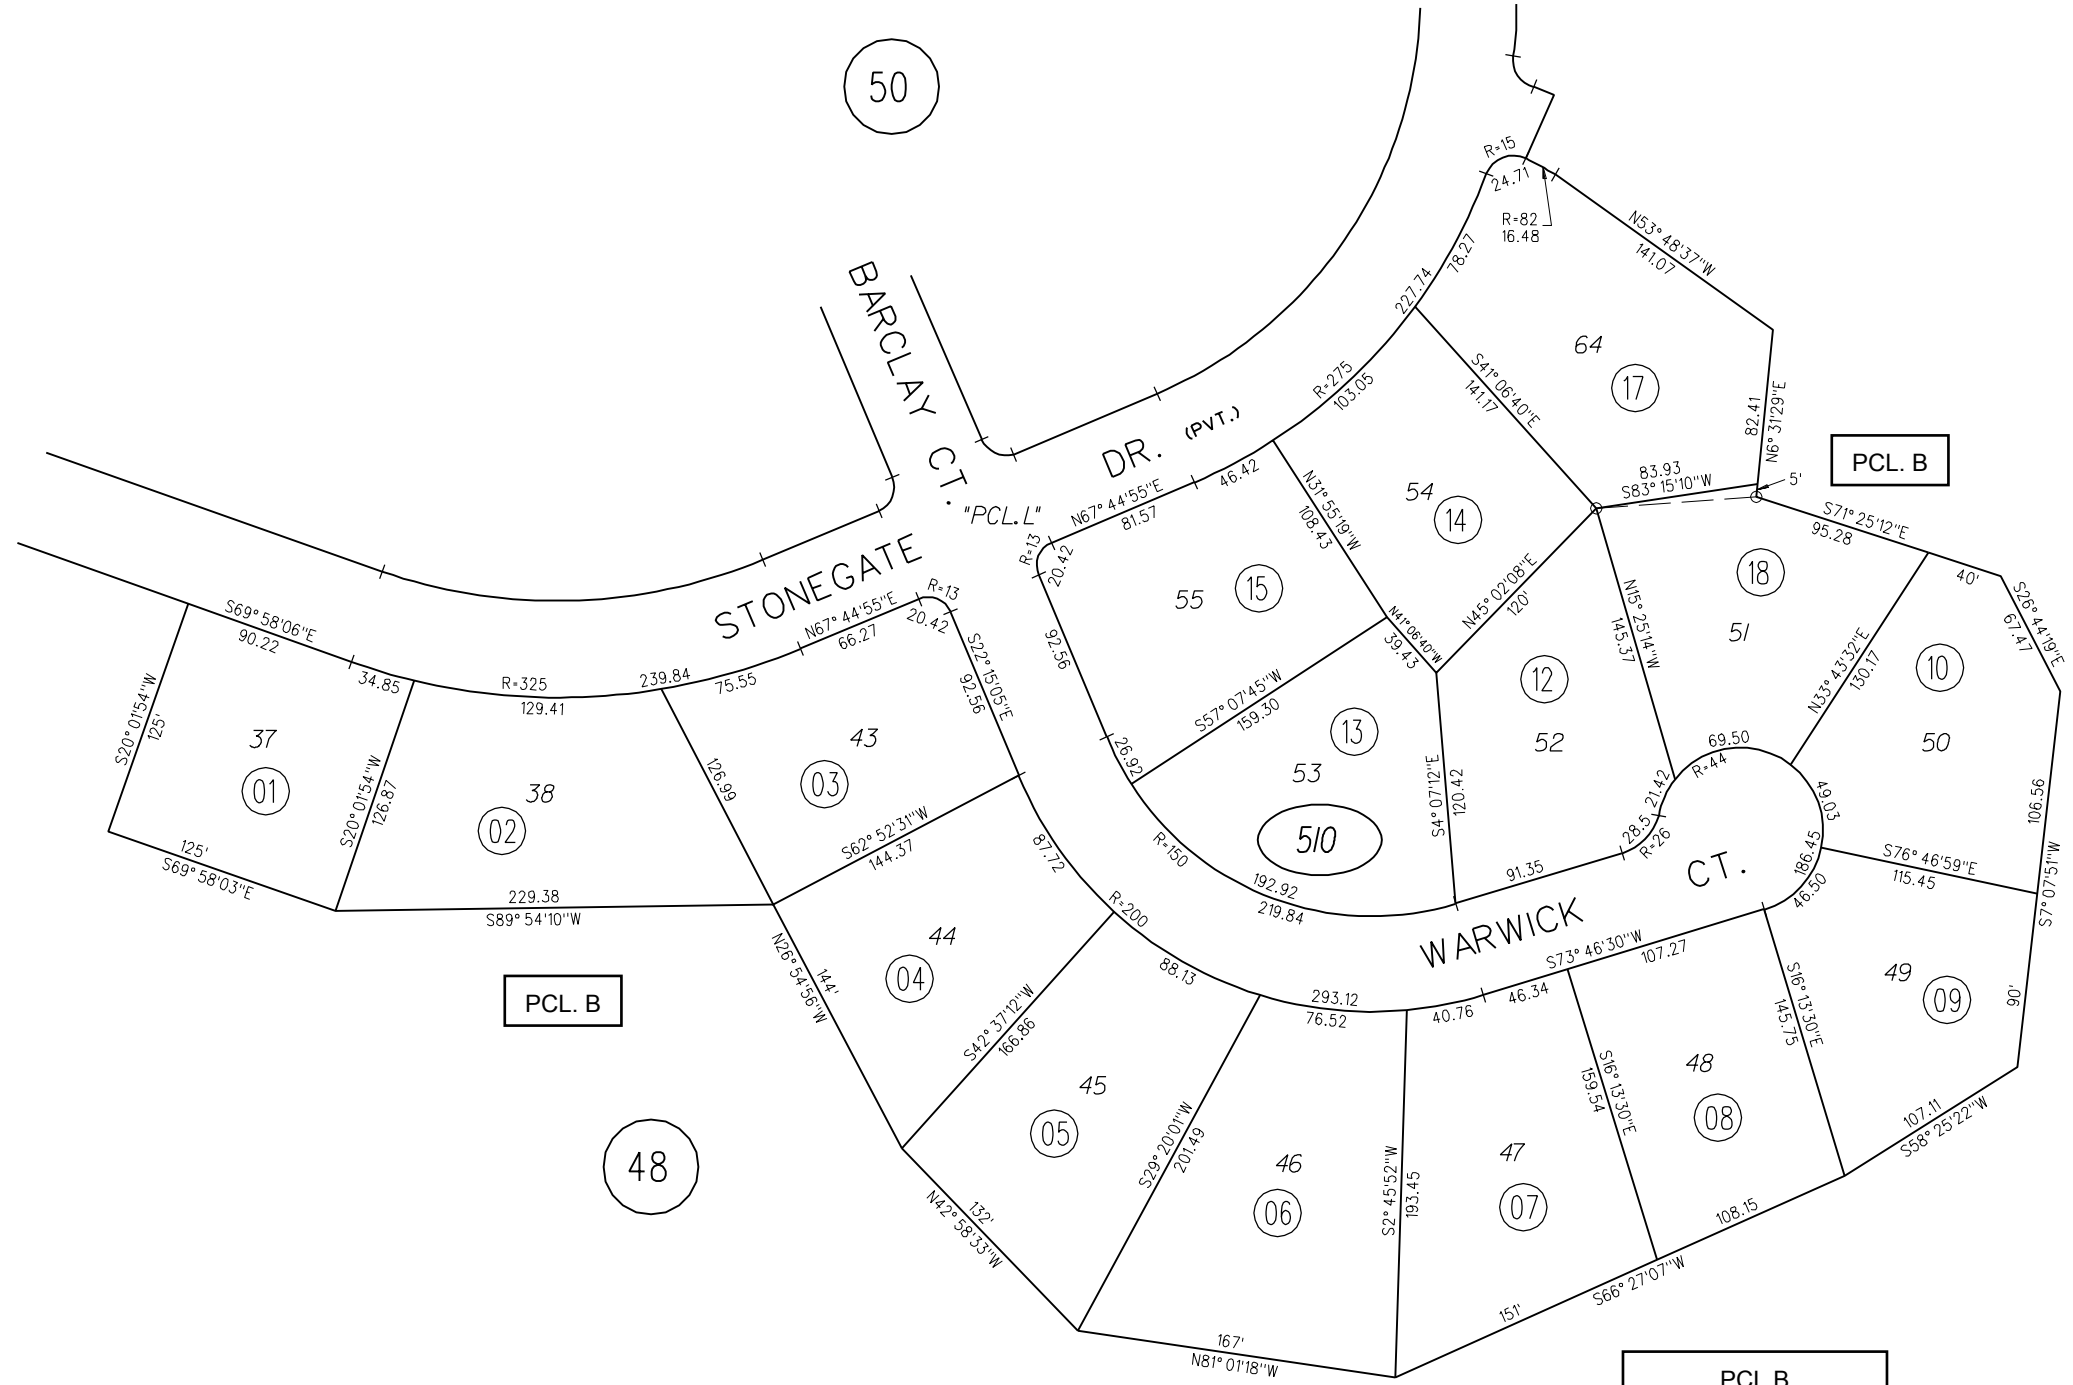 50
R=15
24.71
R=82
16.48
N53° 48'37"W
141.07
BARCLAY CT.
227.74
78.27
64
17
S41° 06'40"E
141.17
R=275
103.05
82.41
N6° 31'29"E
PCL. B
DR. (PVT.)
83.93
S83° 15'10"W
5'
46.42
N67° 44'55"E
81.57
"PCL.L"
N31° 55'19"W
108.43
54
14
S71° 25'12"E
95.28
40'
STONEGATE
R=13
20.42
55
15
N45° 02'08"E
120'
18
51
S26° 44'19"E
67.47
S69° 58'06"E
90.22
34.85
R=325
129.41
239.84
75.55
N67° 44'55"E
66.27
R=13
20.42
S22° 15'05"E
92.56
92.56
N41° 06'40"W
39.43
N15° 25'14"W
145.37
N33° 43'32"E
130.17
10
50
S20° 01'54"W
125'
37
01
S20° 01'54"W
126.87
38
02
126.99
43
03
26.92
S57° 07'45"W
159.30
13
53
510
12
52
S4° 07'12"E
120.42
69.50
R=44
21.42
28.5
R=26
49.03
186.45
46.50
106.56
S7° 07'51"W
125'
S69° 58'03"E
229.38
S89° 54'10"W
S62° 52'31"W
144.37
87.72
R=150
192.92
219.84
91.35
WARWICK CT.
S76° 46'59"E
115.45
44
04
R=200
88.13
293.12
76.52
40.76
46.34
S73° 46'30"W
107.27
49
09
90'
PCL. B
N26° 54'56"W
144'
S42° 37'12"W
166.86
45
05
S29° 20'01"W
201.49
46
06
S2° 45'52"W
193.45
47
07
S16° 13'30"E
159.54
48
08
S16° 13'30"E
145.75
107.11
S58° 25'22"W
48
132'
N42° 58'33"W
167'
N81° 01'18"W
151'
S66° 27'07"W
108.15
PCL B